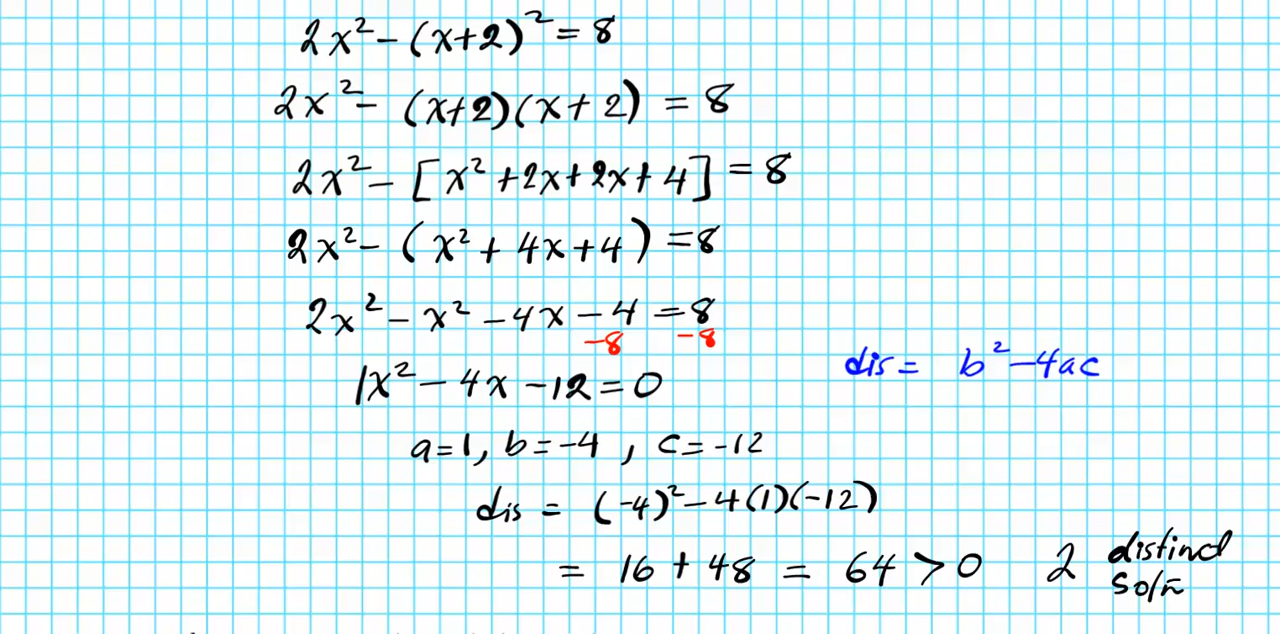 2x² - (x+2)² = 8
2x² - (x+2)(x+2) = 8
2x² - [x² + 2x + 2x + 4] = 8
2x² - (x² + 4x + 4) = 8
2x² - x² - 4x - 4 = 8
-8 -8
1x² - 4x - 12 = 0
dis = b² - 4ac
a=1, b=-4, c=-12
dis = (-4)² - 4(1)(-12)
= 16 + 48 = 64 > 0 2 distinct
soln